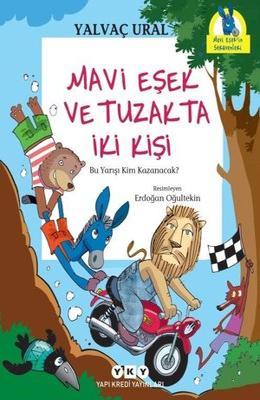 YALVAÇ URAL
Mavi Eşek'in
Serüvenleri
MAVİ EŞEK
VE TUZAKTA
İKİ KİŞİ
Bu Yarışı Kim Kazanacak?
Resimleyen
Erdoğan Oğultekin
YKY
YAPI KREDİ YAYINLARI